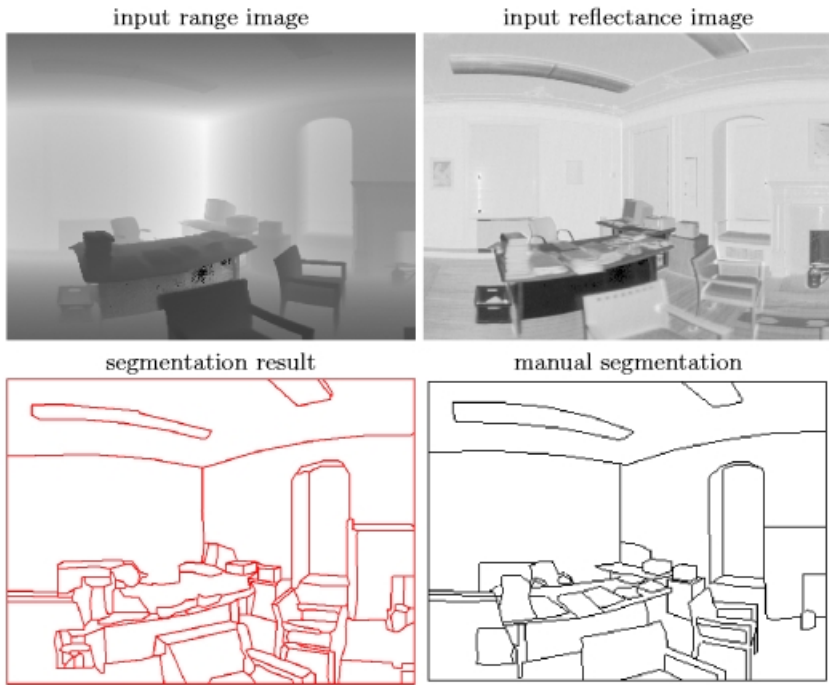 input range image
input reflectance image
segmentation result
manual segmentation